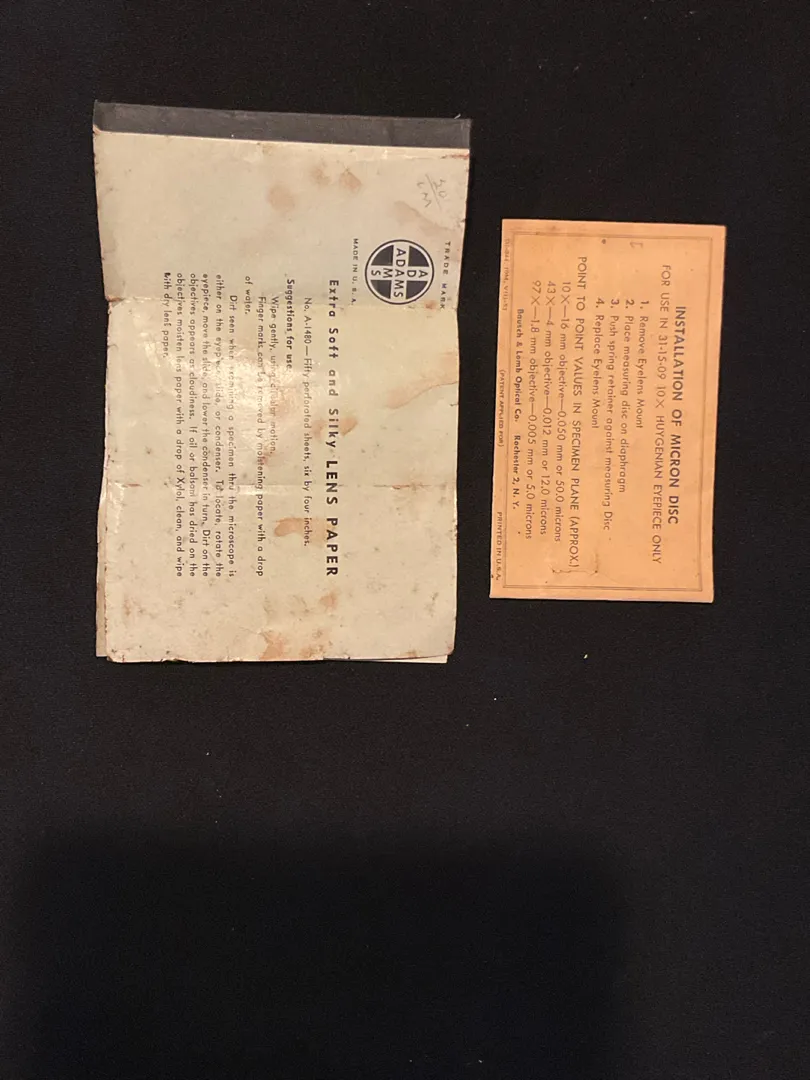 TRADE MARK
ADAMS
ADAMS
MADE IN U. S. A.
Extra Soft and Silky LENS PAPER
No. A-1480 — Fifty perforated sheets, six by four inches.
Suggestions for use:
Wipe gently, using circular motion.
Finger marks can be removed by moistening paper with a drop
of water.
Dirt seen when examining a specimen thru the microscope is
either on the eyepiece, slide, or condenser. To locate, rotate the
eyepiece, move the slide, and lower the condenser in turn. Dirt on the
objectives appears as cloudiness. If oil or balsam has dried on the
objectives moisten lens paper with a drop of Xylol, clean, and wipe
with dry lens paper.
INSTALLATION OF MICRON DISC
FOR USE IN 31-15-09 10X HUYGENIAN EYEPIECE ONLY
1. Remove Eyelens Mount
2. Place measuring disc on diaphragm
3. Push spring retainer against measuring Disc
4. Replace Eyelens Mount
POINT TO POINT VALUES IN SPECIMEN PLANE (APPROX.)
10X—16 mm objective—0.050 mm or 50.0 microns
43X—4 mm objective—0.012 mm or 12.0 microns
97X—1.8 mm objective—0.005 mm or 5.0 microns
Bausch & Lomb Optical Co. Rochester 2, N. Y.
(PATENT APPLIED FOR)
PRINTED IN U.S.A.